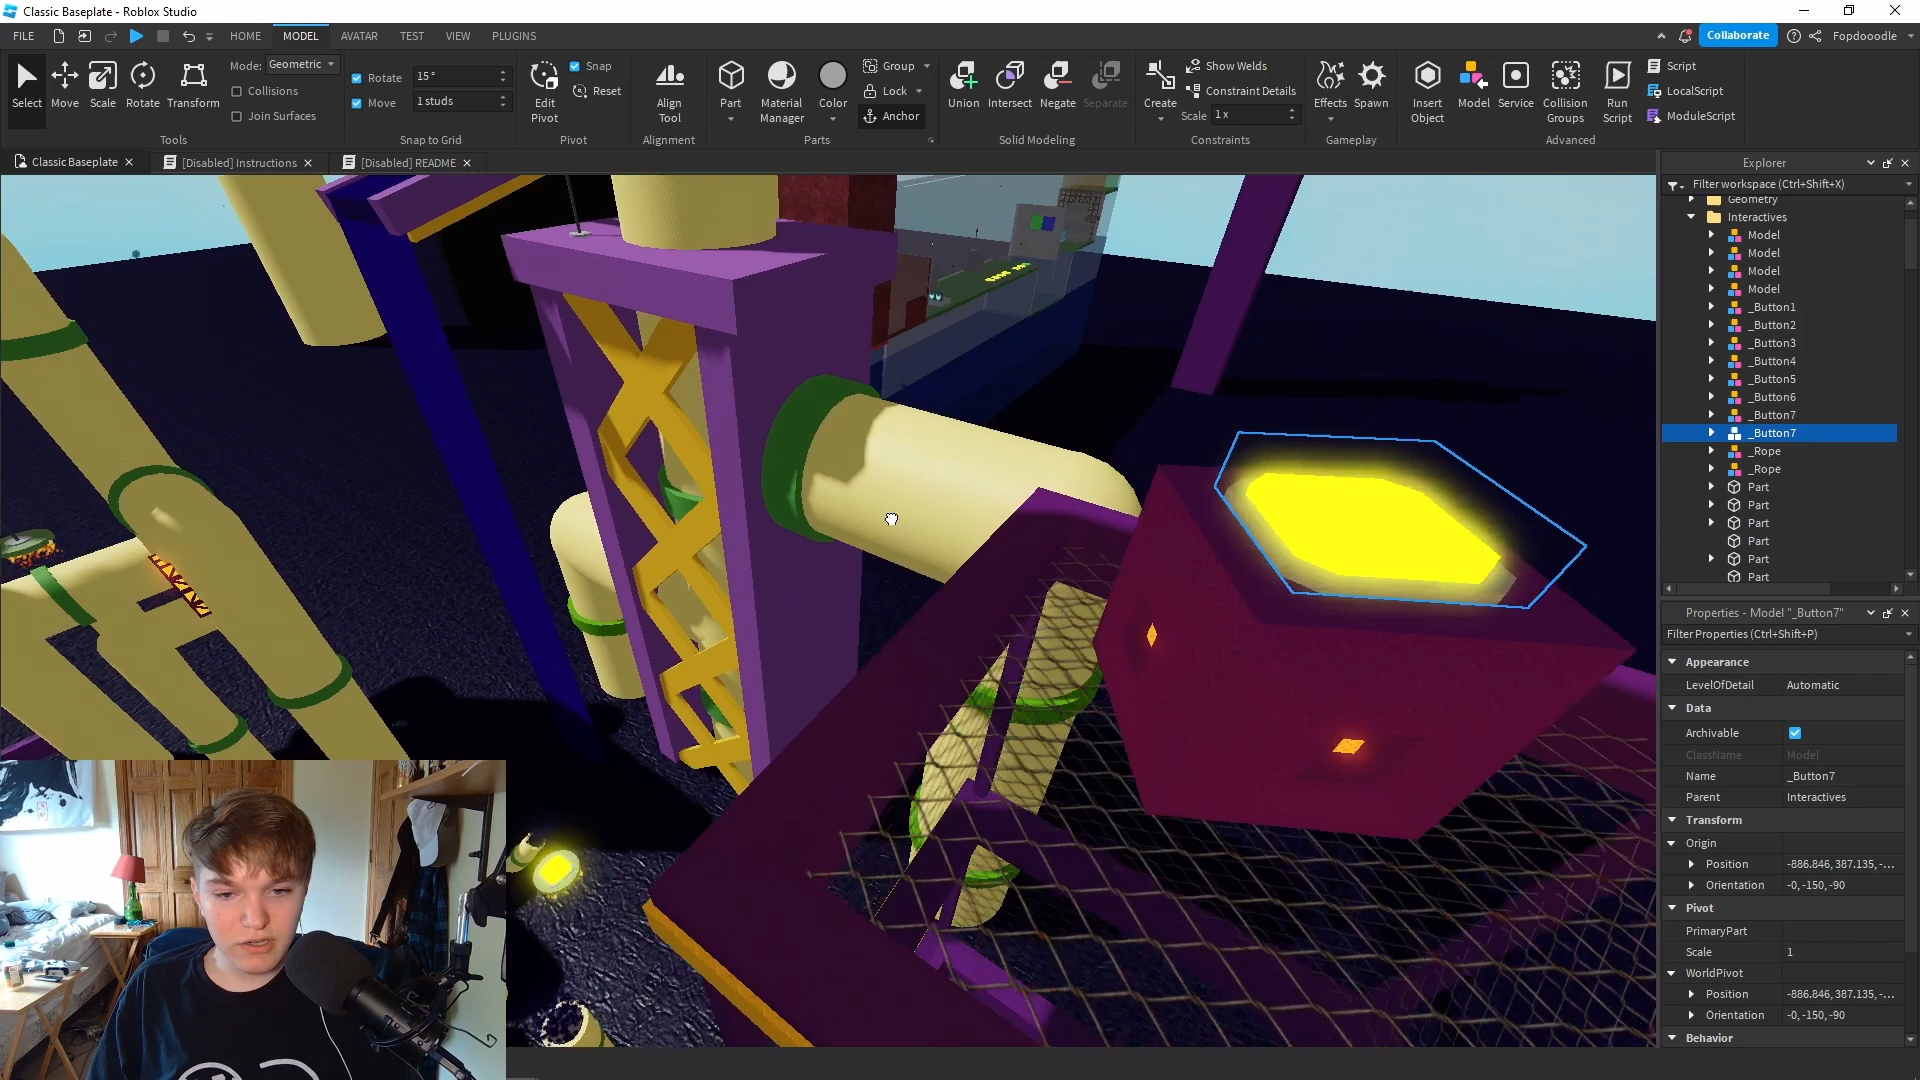 Classic Baseplate - Roblox Studio
FILE HOME MODEL AVATAR TEST VIEW PLUGINS Collaborate Fopdooodle
Select Move Scale Rotate Transform
Mode: Geometric
Collisions
Join Surfaces
Tools
Rotate 15°
Move 1 studs
Snap to Grid
Edit Pivot
Snap
Reset
Pivot
Align Tool
Alignment
Part
Material Manager
Color
Group
Lock
Anchor
Parts
Union Intersect Negate Separate
Solid Modeling
Create
Show Welds
Constraint Details
Scale 1 x
Constraints
Effects Spawn
Gameplay
Insert Object
Model
Service
Collision Groups
Run Script
Script
LocalScript
ModuleScript
Advanced
Classic Baseplate [Disabled] Instructions [Disabled] README
Explorer
Filter workspace (Ctrl+Shift+X)
Geometry
Interactives
Model
Model
Model
Model
_Button1
_Button2
_Button3
_Button4
_Button5
_Button6
_Button7
_Button7
_Rope
_Rope
Part
Part
Part
Part
Part
Part
Properties - Model "_Button7"
Filter Properties (Ctrl+Shift+P)
Appearance
LevelOfDetail Automatic
Data
Archivable
ClassName Model
Name _Button7
Parent Interactives
Transform
Origin
Position -886.846, 387.135, -...
Orientation -0, -150, -90
Pivot
PrimaryPart
Scale 1
WorldPivot
Position -886.846, 387.135, -...
Orientation -0, -150, -90
Behavior